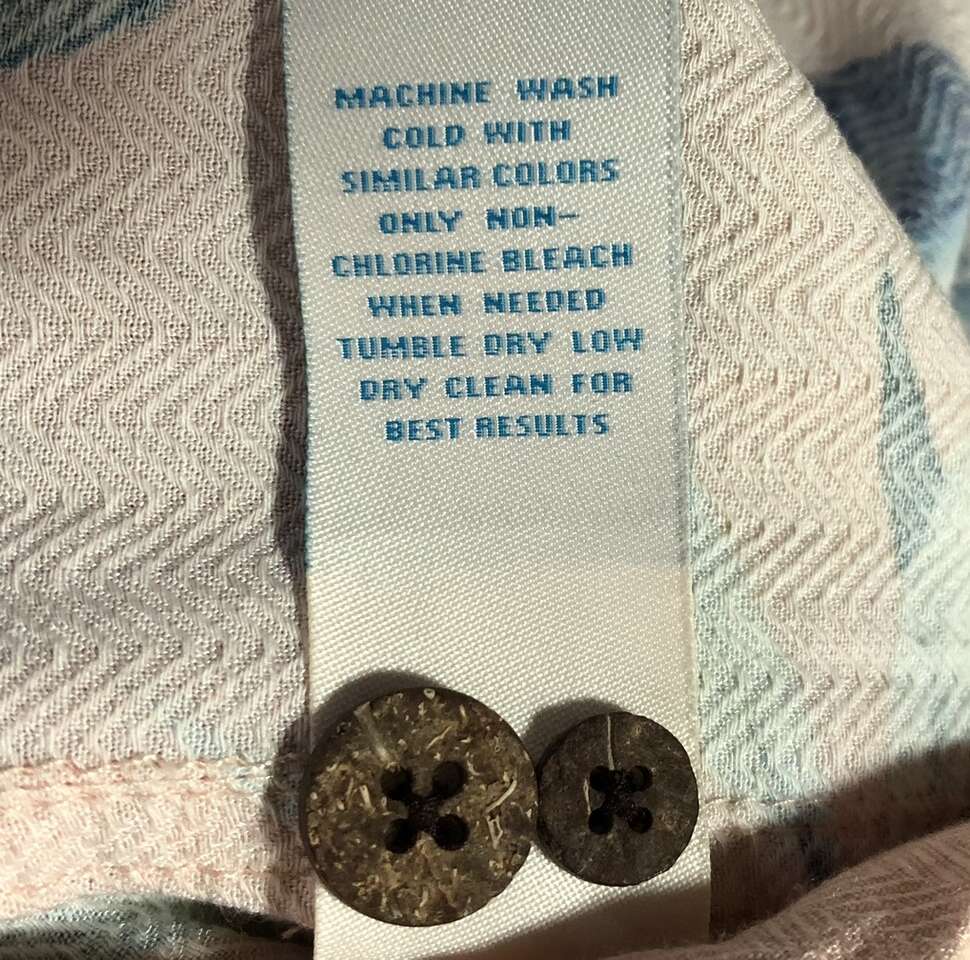 MACHINE WASH
COLD WITH
SIMILAR COLORS
ONLY NON-
CHLORINE BLEACH
WHEN NEEDED
TUMBLE DRY LOW
DRY CLEAN FOR
BEST RESULTS